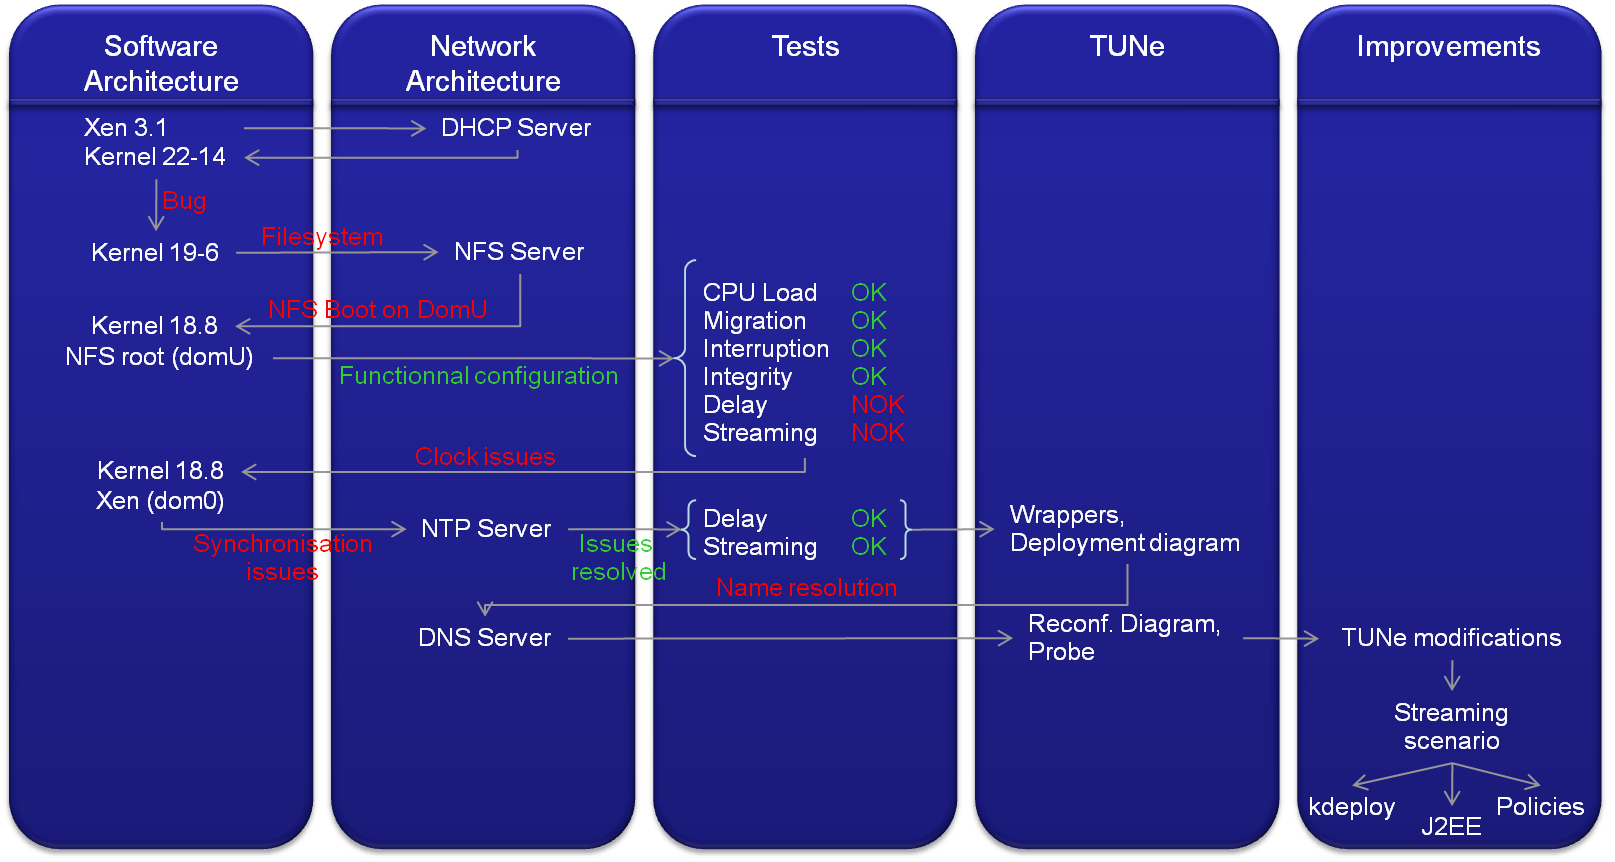 Software
Architecture
Network
Architecture
Tests
TUNe
Improvements
Xen 3.1
DHCP Server
Kernel 22-14
Bug
Kernel 19-6
Filesystem
NFS Server
NFS Boot on DomU
Kernel 18.8
NFS root (domU)
Functionnal configuration
CPU Load OK
Migration OK
Interruption OK
Integrity OK
Delay NOK
Streaming NOK
Clock issues
Kernel 18.8
Xen (dom0)
Synchronisation
issues
NTP Server
Issues
resolved
Delay OK
Streaming OK
Wrappers,
Deployment diagram
Name resolution
DNS Server
Reconf. Diagram,
Probe
TUNe modifications
Streaming
scenario
kdeploy
J2EE
Policies